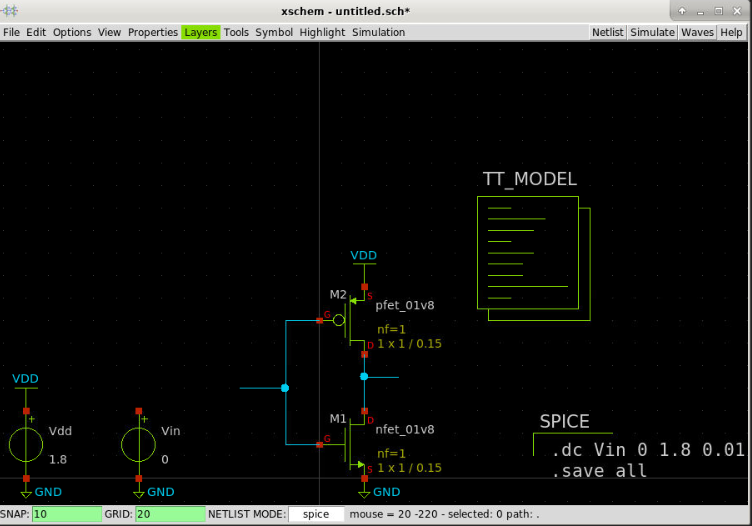 xschem - untitled.sch*
File Edit Options View Properties Layers Tools Symbol Highlight Simulation Netlist Simulate Waves Help
TT_MODEL
VDD
M2
S
pfet_01v8
G
nf=1
D
1 x 1 / 0.15
VDD
+
Vdd
1.8
GND
+
Vin
0
GND
M1
D
nfet_01v8
G
nf=1
S
1 x 1 / 0.15
GND
SPICE
.dc Vin 0 1.8 0.01
.save all
SNAP: 10 GRID: 20 NETLIST MODE: spice mouse = 20 -220 - selected: 0 path: .